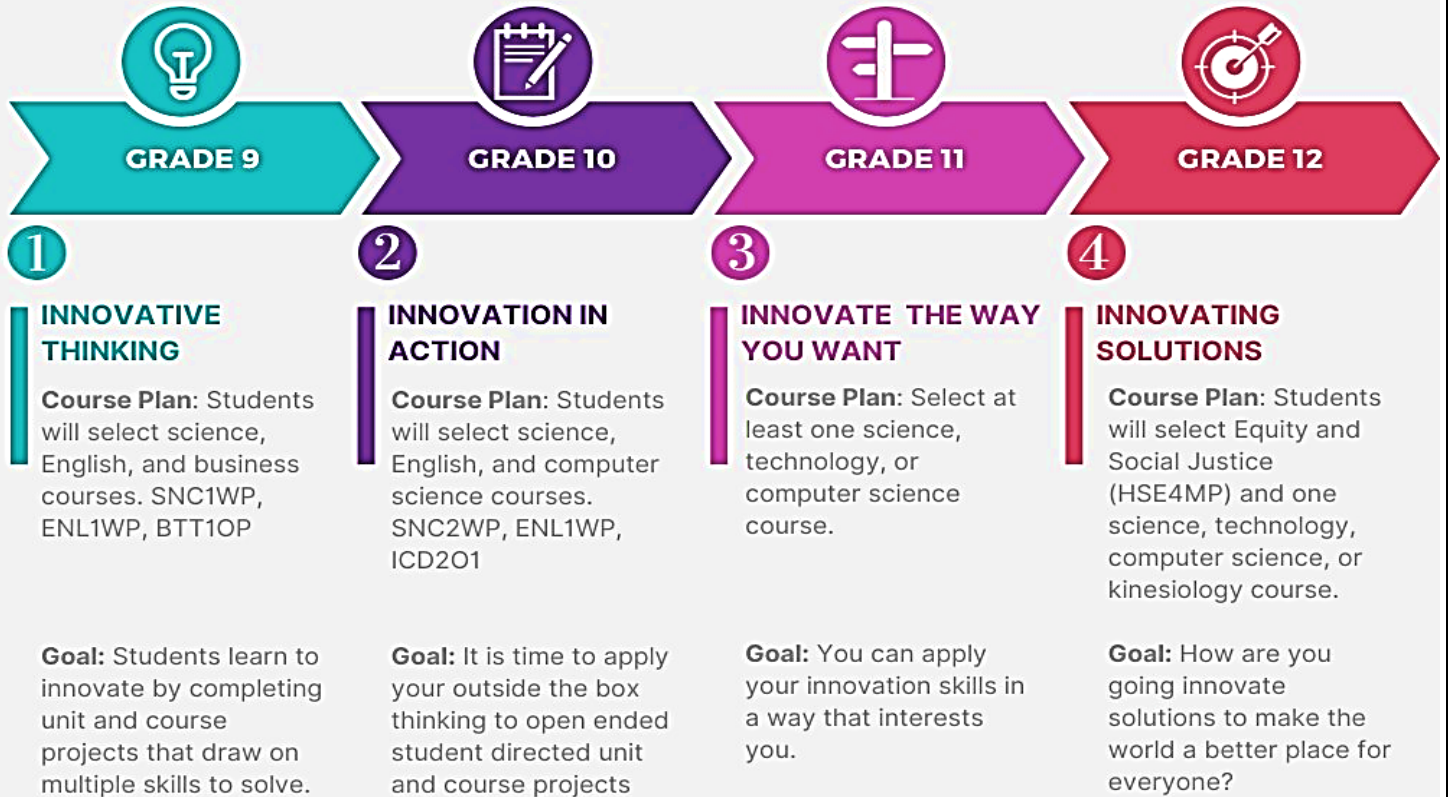 GRADE 9
GRADE 10
GRADE 11
GRADE 12
1
INNOVATIVE
THINKING
Course Plan: Students
will select science,
English, and business
courses. SNC1WP,
ENL1WP, BTT1OP
Goal: Students learn to
innovate by completing
unit and course
projects that draw on
multiple skills to solve.
2
INNOVATION IN
ACTION
Course Plan: Students
will select science,
English, and computer
science courses.
SNC2WP, ENL1WP,
ICD2O1
Goal: It is time to apply
your outside the box
thinking to open ended
student directed unit
and course projects
3
INNOVATE THE WAY
YOU WANT
Course Plan: Select at
least one science,
technology, or
computer science
course.
Goal: You can apply
your innovation skills in
a way that interests
you.
4
INNOVATING
SOLUTIONS
Course Plan: Students
will select Equity and
Social Justice
(HSE4MP) and one
science, technology,
computer science, or
kinesiology course.
Goal: How are you
going innovate
solutions to make the
world a better place for
everyone?